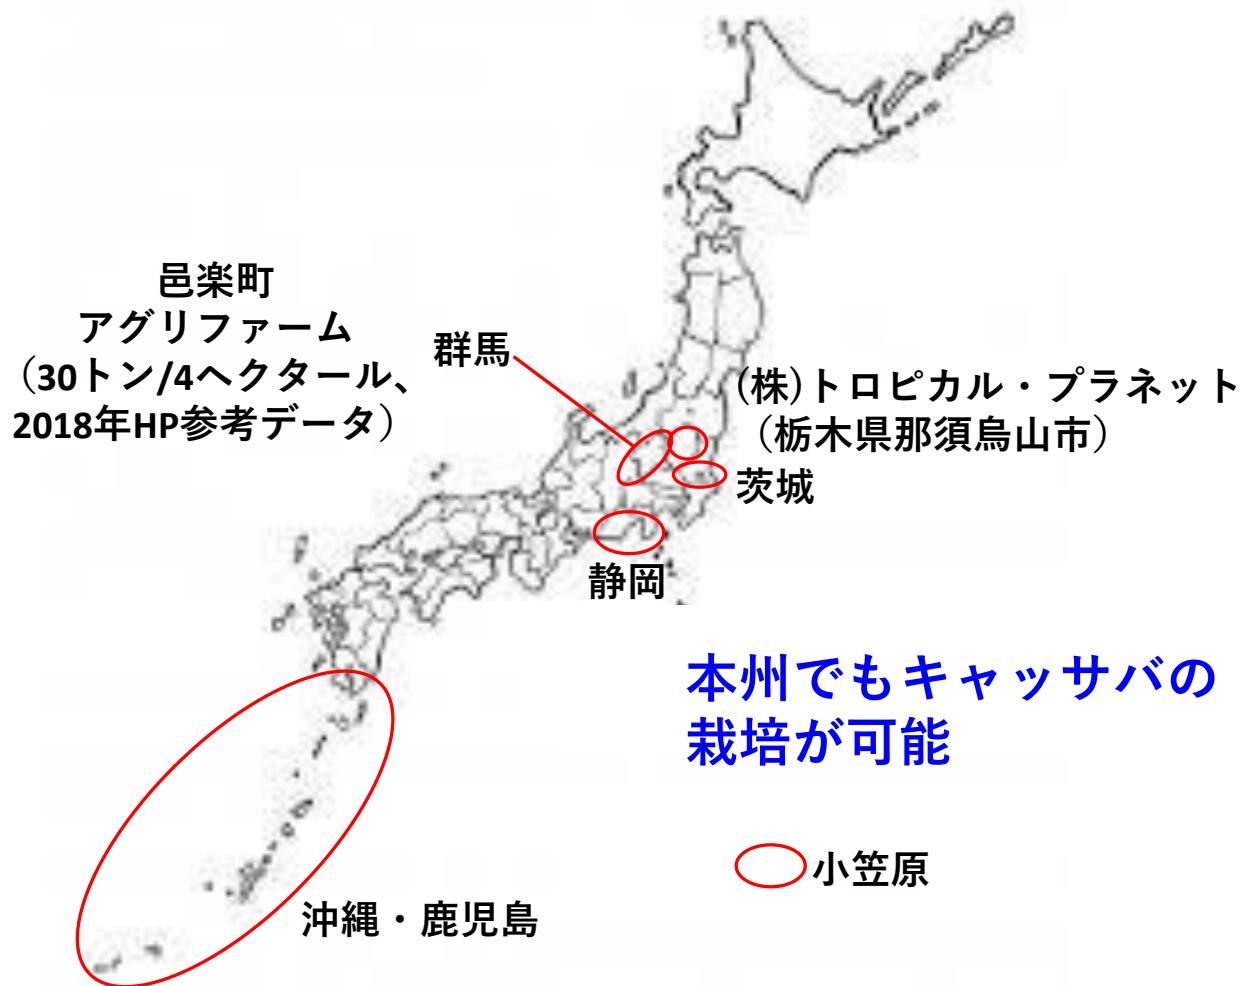 邑楽町
アグリファーム
（30トン/4ヘクタール、
2018年HP参考データ）
群馬
(株)トロピカル・プラネット
（栃木県那須烏山市）
茨城
静岡
本州でもキャッサバの
栽培が可能
小笠原
沖縄・鹿児島